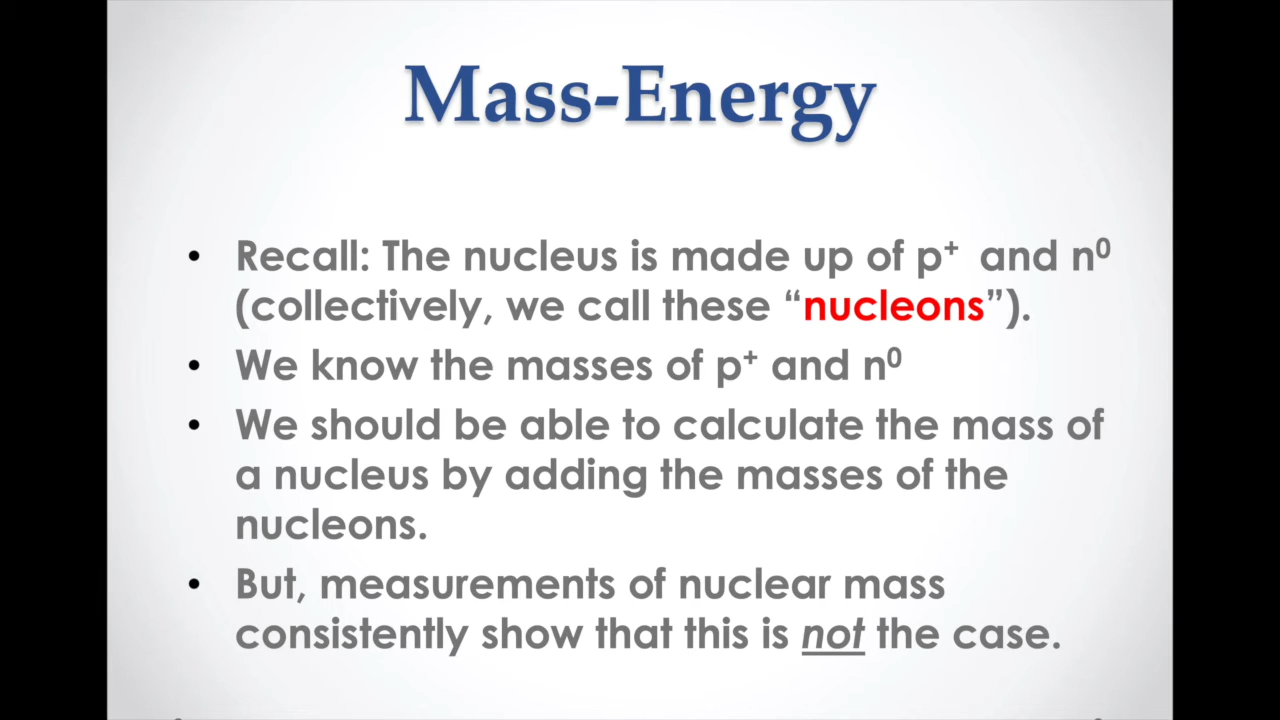 Mass-Energy
• Recall: The nucleus is made up of p⁺ and n⁰
(collectively, we call these “nucleons”).
• We know the masses of p⁺ and n⁰
• We should be able to calculate the mass of
a nucleus by adding the masses of the
nucleons.
• But, measurements of nuclear mass
consistently show that this is not the case.